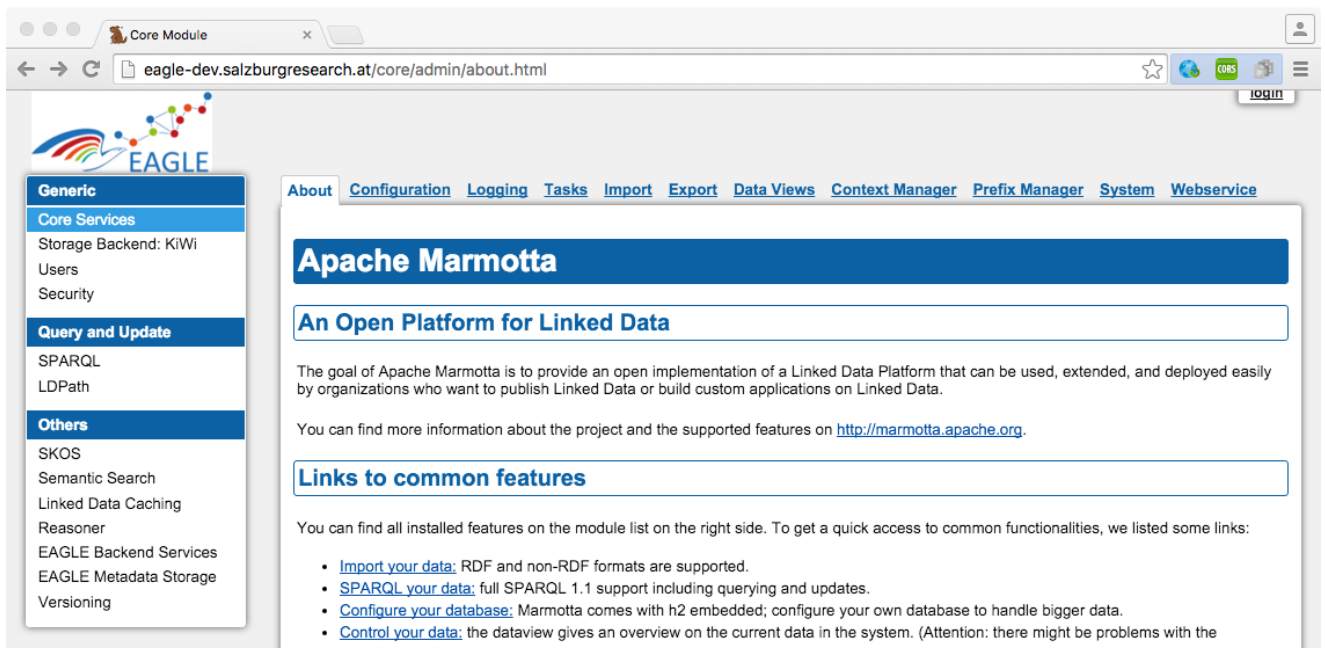 Core Module
eagle-dev.salzburgresearch.at/core/admin/about.html
CORS
login
EAGLE
Generic
Core Services
Storage Backend: KiWi
Users
Security
Query and Update
SPARQL
LDPath
Others
SKOS
Semantic Search
Linked Data Caching
Reasoner
EAGLE Backend Services
EAGLE Metadata Storage
Versioning
About Configuration Logging Tasks Import Export Data Views Context Manager Prefix Manager System Webservice
Apache Marmotta
An Open Platform for Linked Data
The goal of Apache Marmotta is to provide an open implementation of a Linked Data Platform that can be used, extended, and deployed easily
by organizations who want to publish Linked Data or build custom applications on Linked Data.
You can find more information about the project and the supported features on http://marmotta.apache.org.
Links to common features
You can find all installed features on the module list on the right side. To get a quick access to common functionalities, we listed some links:
• Import your data: RDF and non-RDF formats are supported.
• SPARQL your data: full SPARQL 1.1 support including querying and updates.
• Configure your database: Marmotta comes with h2 embedded; configure your own database to handle bigger data.
• Control your data: the dataview gives an overview on the current data in the system. (Attention: there might be problems with the